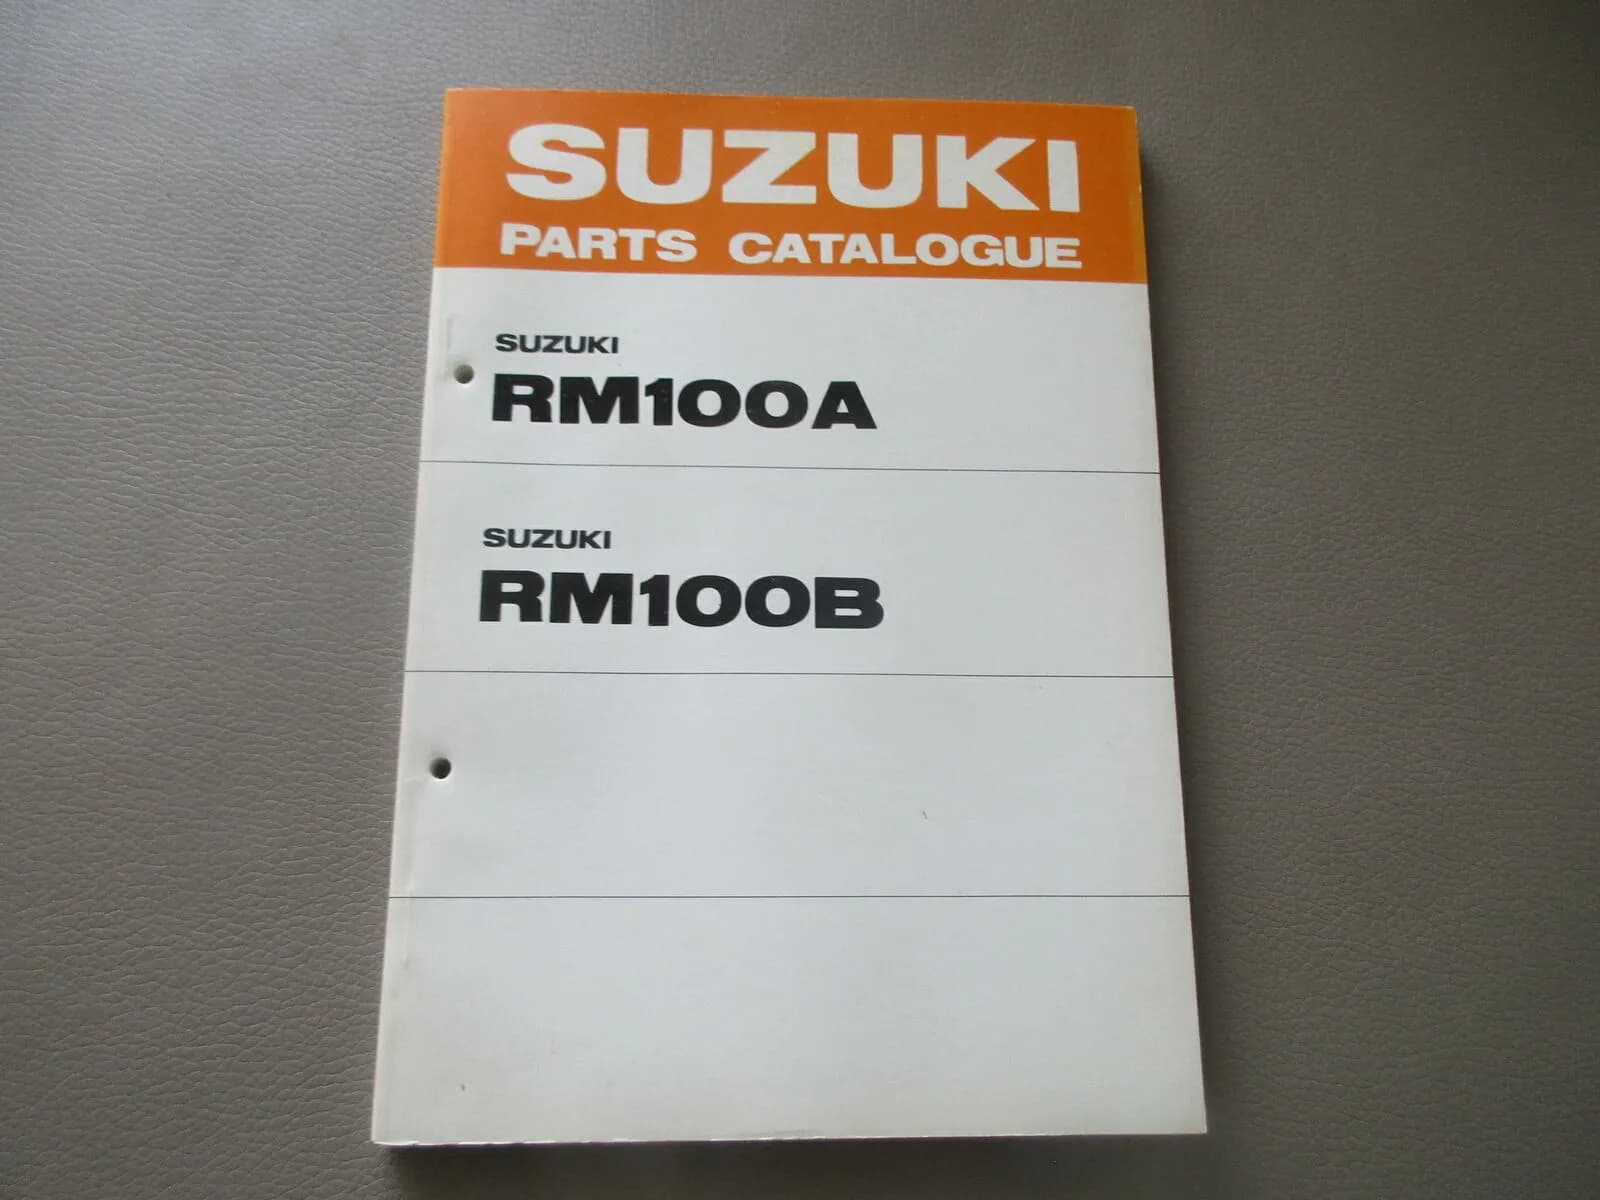 SUZUKI
PARTS CATALOGUE
SUZUKI
RM100A
SUZUKI
RM100B